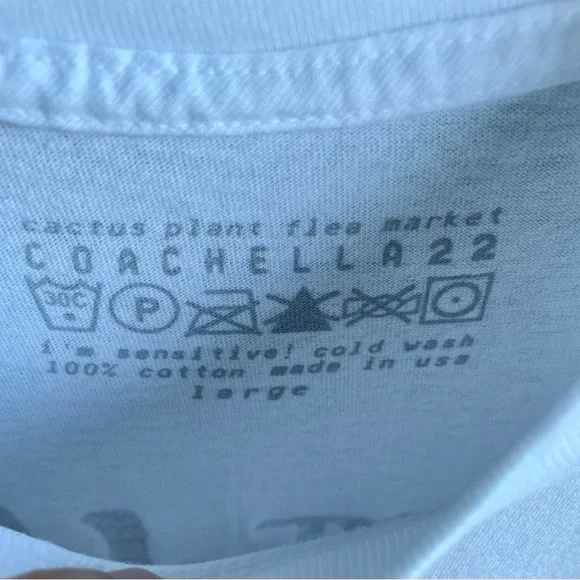 cactus plant flea market
COACHELLA22
30C P
i'm sensitive! cold wash
100% cotton made in usa
large